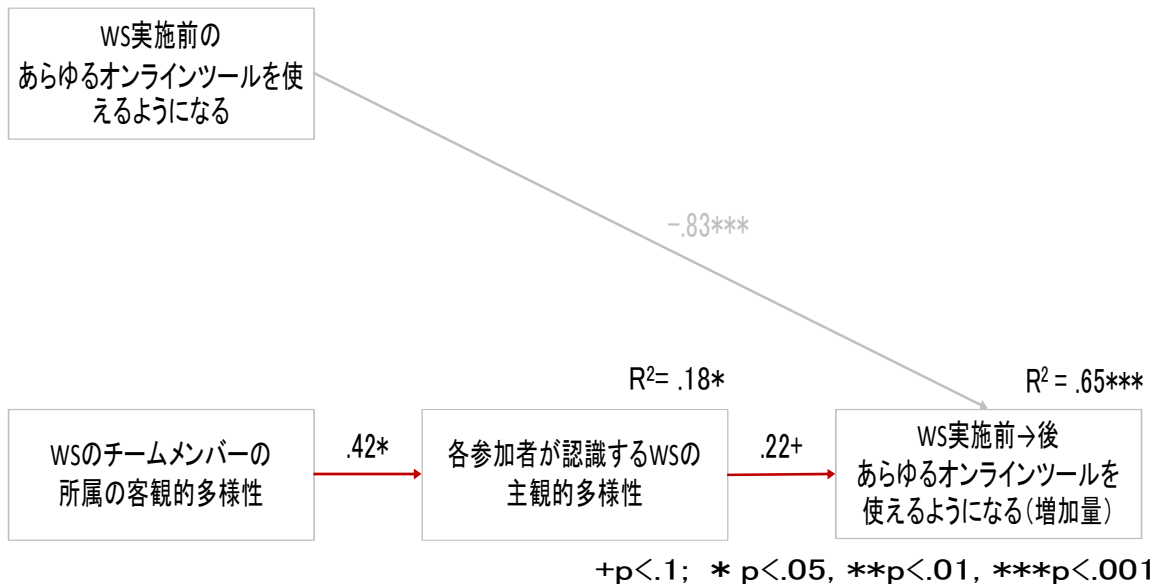 WS実施前の
あらゆるオンラインツールを使
えるようになる
-.83***
R²= .18*
R² = .65***
WSのチームメンバーの
所属の客観的多様性
.42*
各参加者が認識するWSの
主観的多様性
.22+
WS実施前→後
あらゆるオンラインツールを
使えるようになる(増加量)
+p<.1; * p<.05, **p<.01, ***p<.001